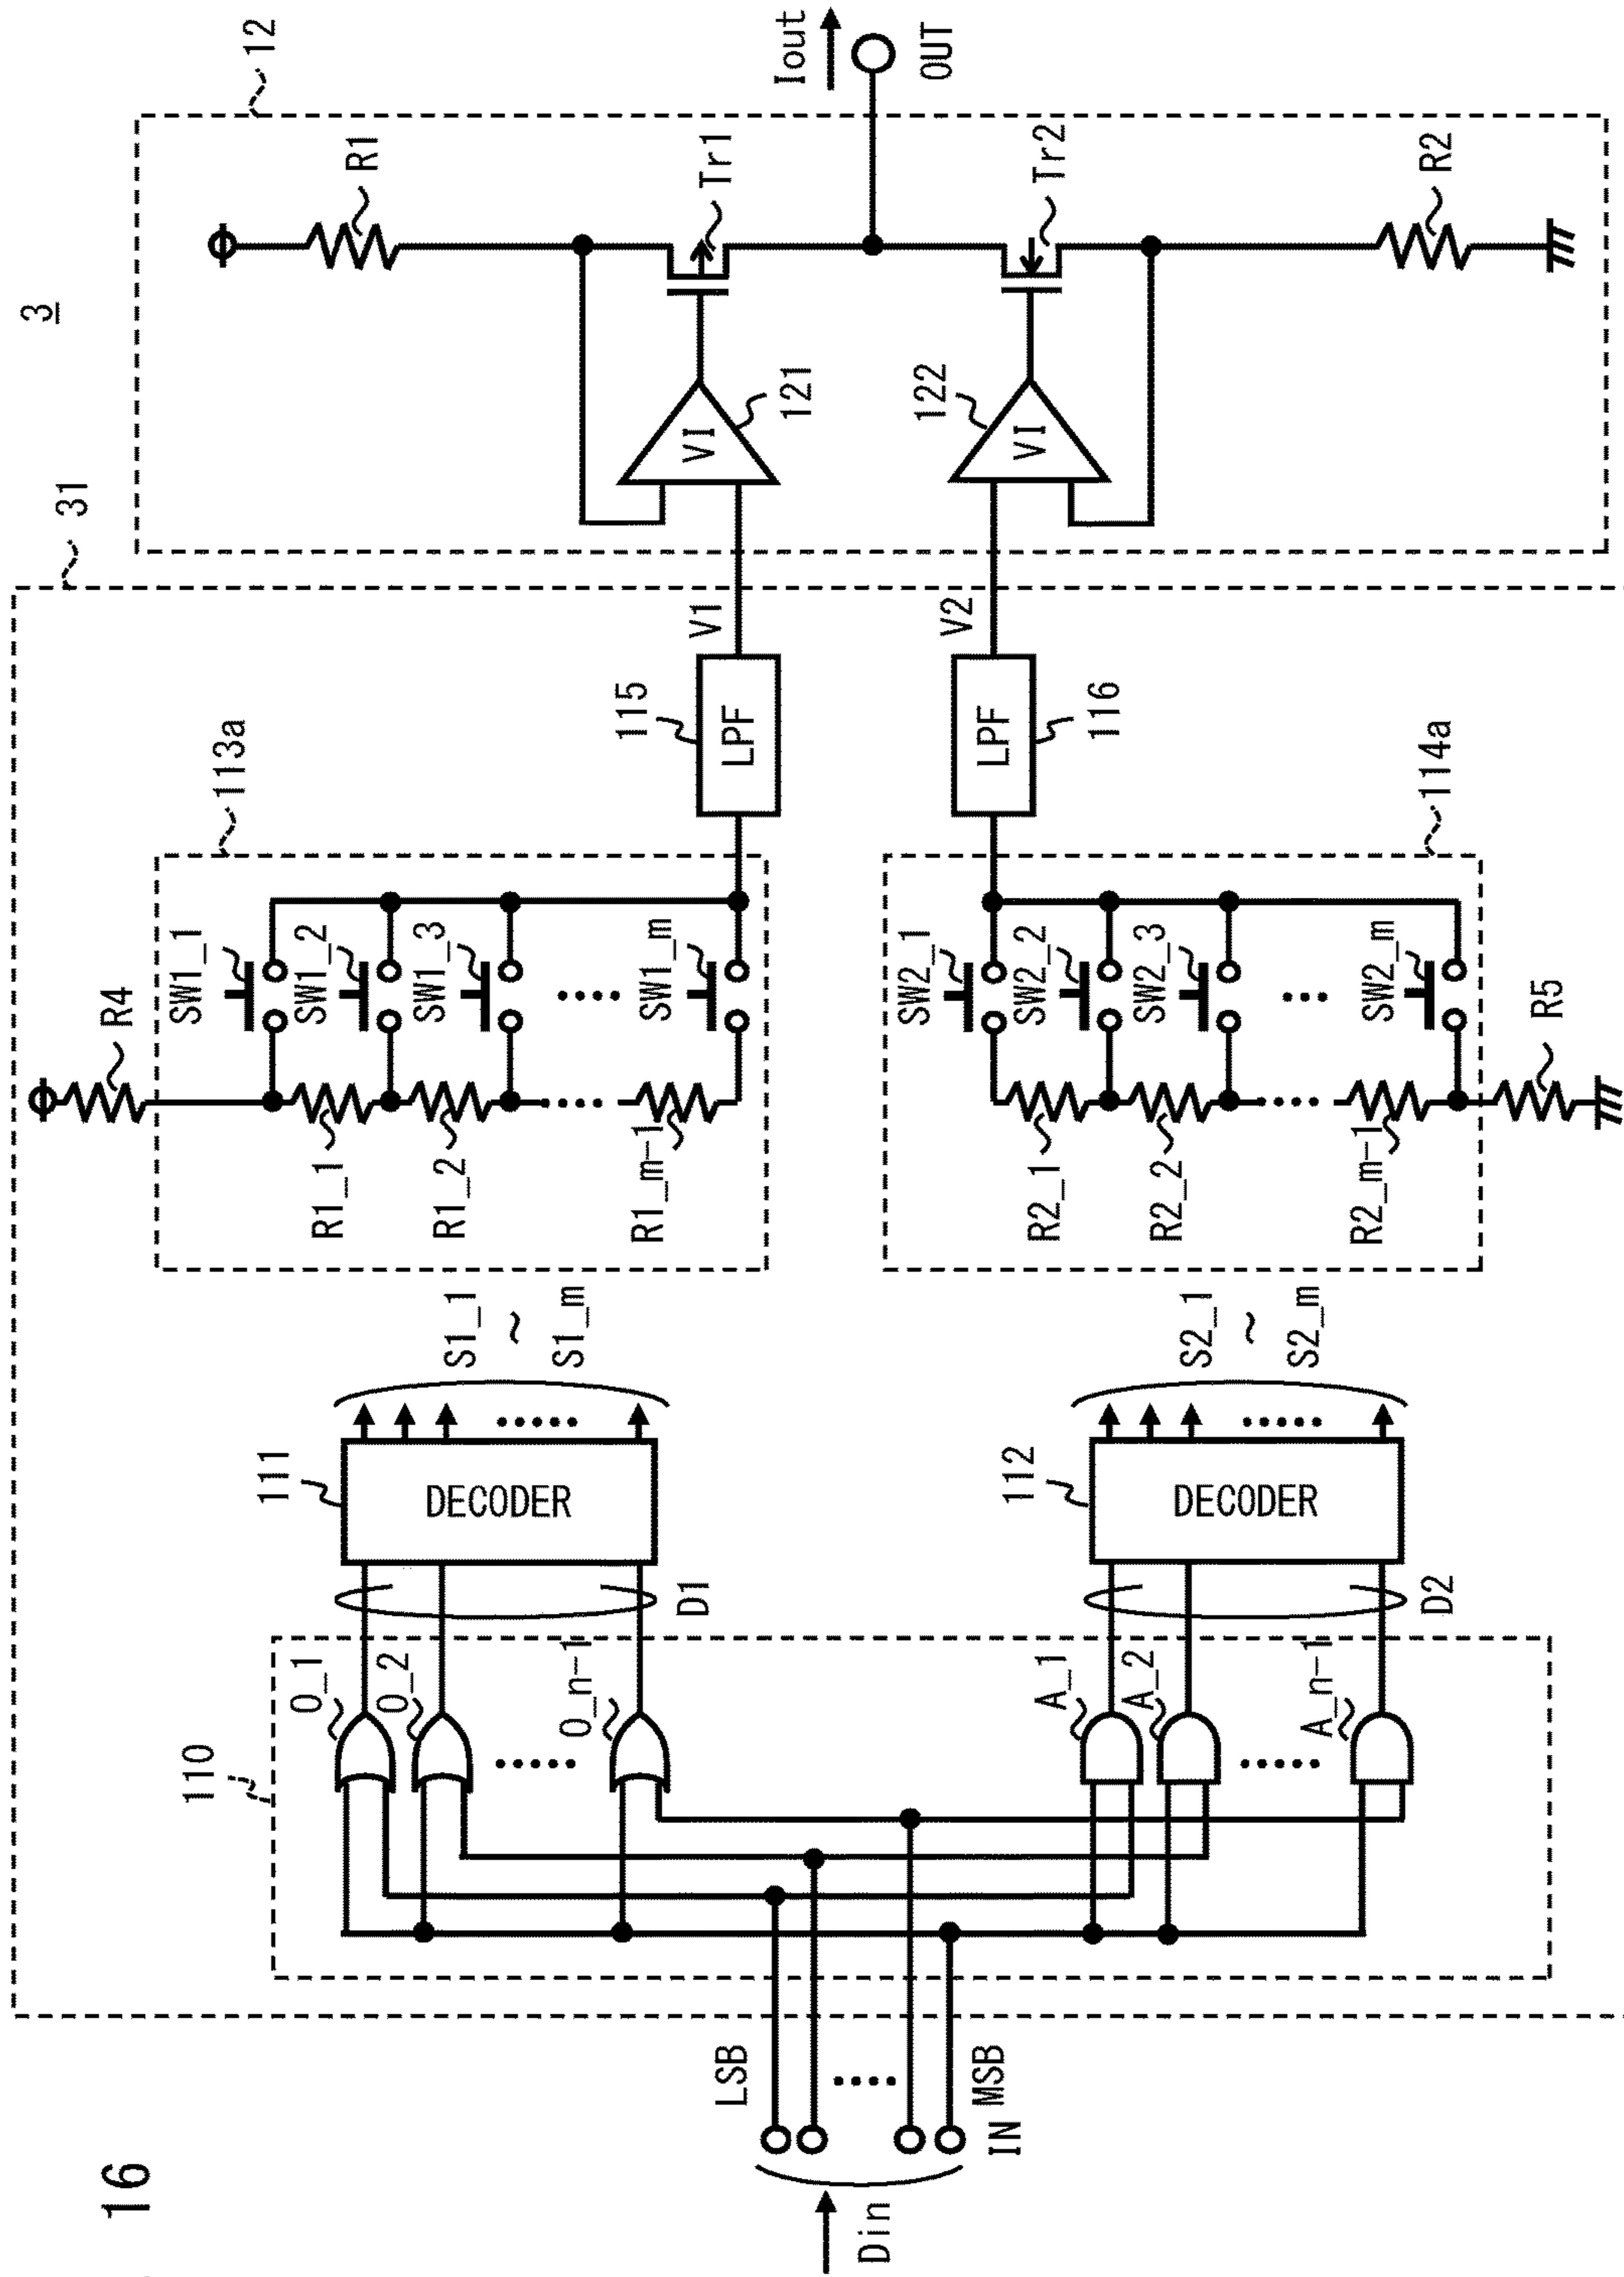 16
3
Din
LSB
MSB
IN
31
110
O_1
O_2
O_n-1
A_1
A_2
A_n-1
D1
D2
111
DECODER
112
DECODER
S1_1
~
S1_m
S2_1
~
S2_m
R4
113a
SW1_1
SW1_2
SW1_3
SW1_m
R1_1
R1_2
R1_m-1
114a
SW2_1
SW2_2
SW2_3
SW2_m
R2_1
R2_2
R2_m-1
R5
115
LPF
V1
116
LPF
V2
12
R1
VI
121
Tr1
VI
122
Tr2
R2
Iout
OUT